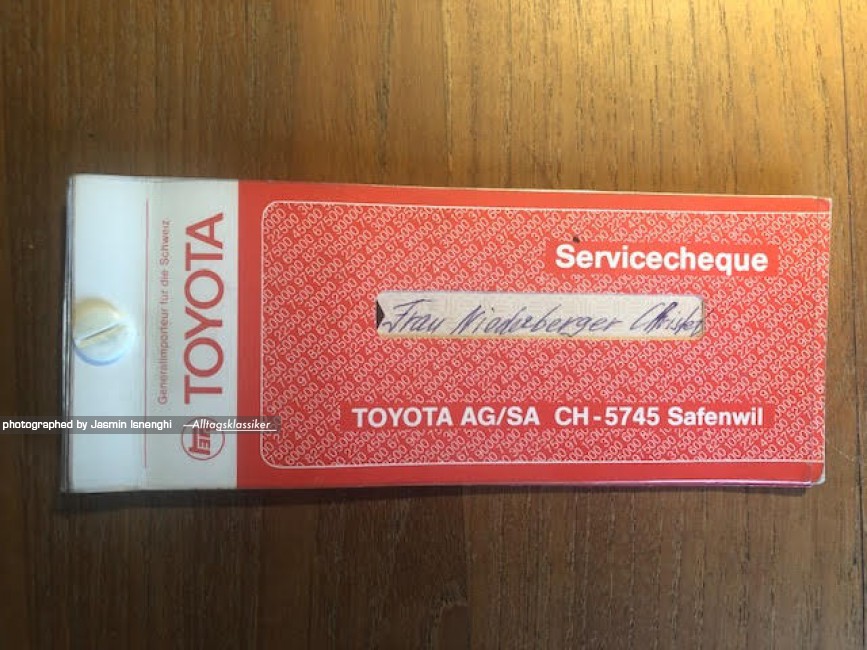 Generalimporteur für die Schweiz
TOYOTA
Servicecheque
Frau Niederberger
TOYOTA AG/SA CH-5745 Safenwil
photographed by Jasmin Isnenghi —Alltagsklassiker